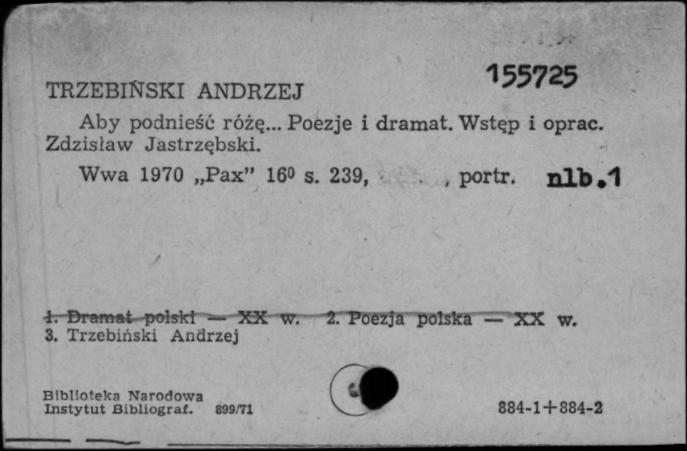 155725
TRZEBIŃSKI ANDRZEJ
Aby podnieść różę... Poezje i dramat. Wstęp i oprac.
Zdzisław Jastrzębski.
Wwa 1970 „Pax” 16⁰ s. 239, , portr. nlb.1
1. Dramat polski — XX w. 2. Poezja polska — XX w.
3. Trzebiński Andrzej
Biblioteka Narodowa
Instytut Bibliograf. 899/71
884-1+884-2